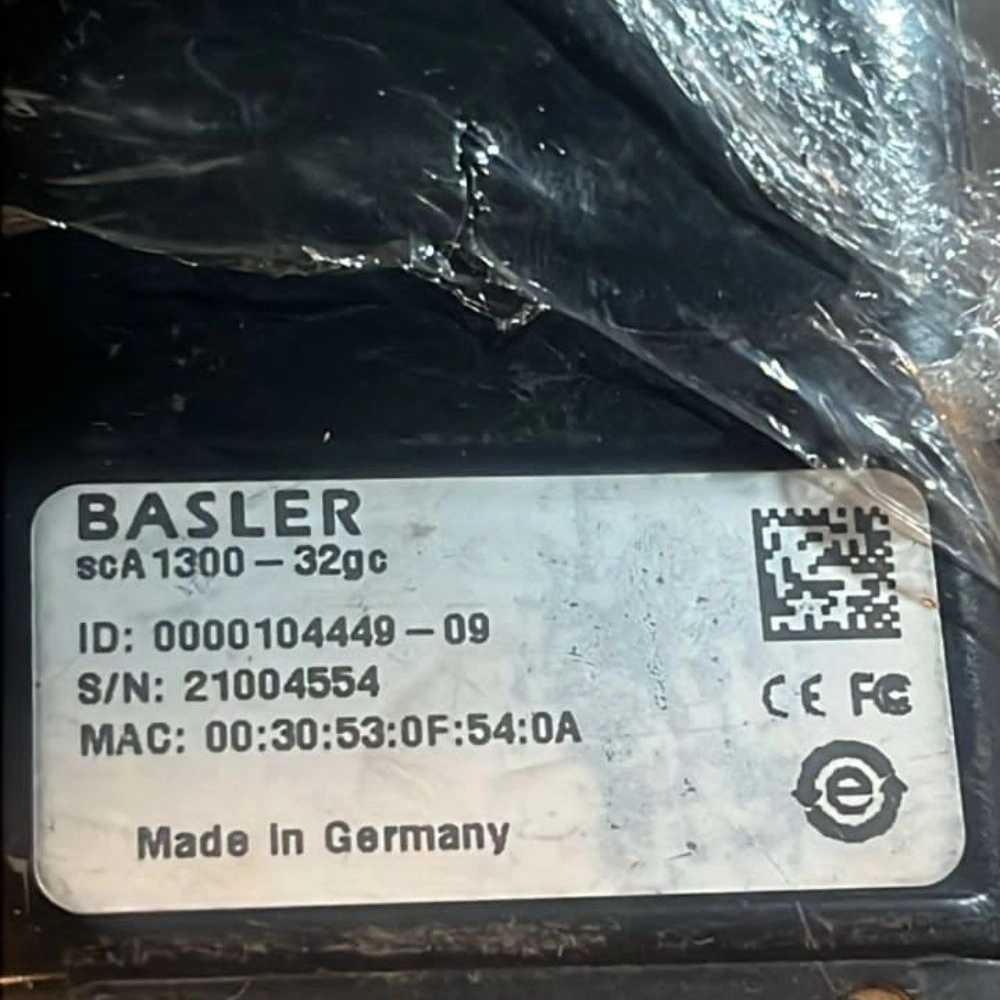 BASLER
scA1300-32gc
ID: 0000104449-09
S/N: 21004554
MAC: 00:30:53:0F:54:0A
CE FC
e
Made in Germany